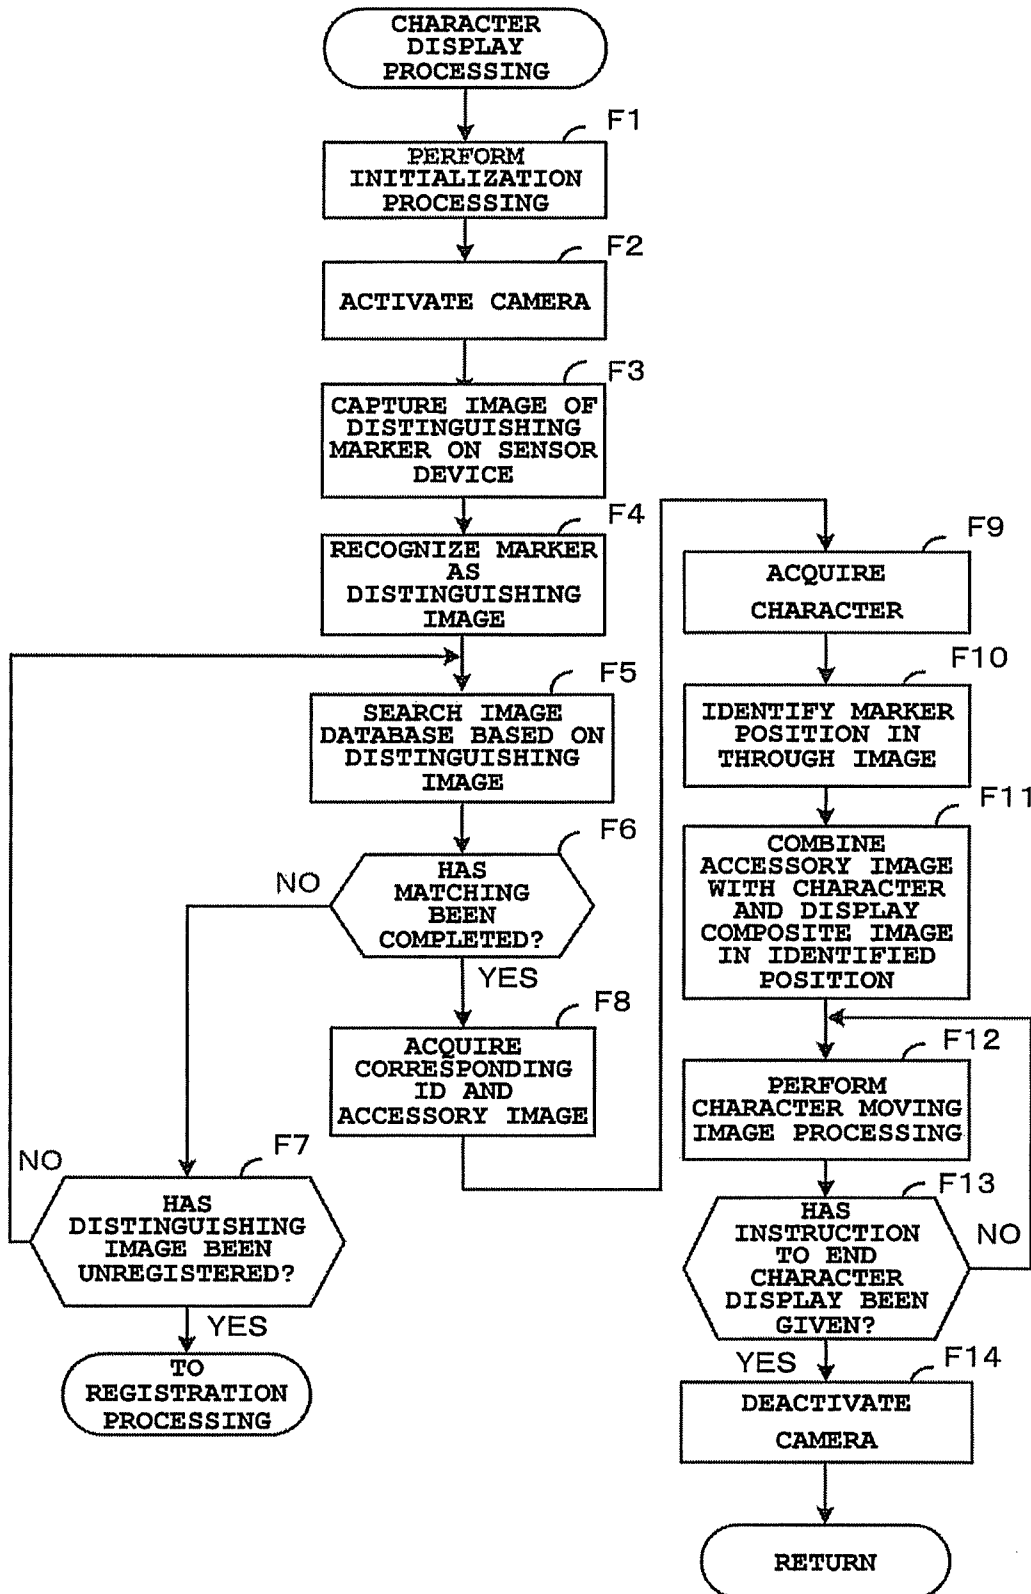 CHARACTER
DISPLAY
PROCESSING
F1
PERFORM
INITIALIZATION
PROCESSING
F2
ACTIVATE CAMERA
F3
CAPTURE IMAGE OF
DISTINGUISHING
MARKER ON SENSOR
DEVICE
F4
RECOGNIZE MARKER
AS
DISTINGUISHING
IMAGE
F5
SEARCH IMAGE
DATABASE BASED ON
DISTINGUISHING
IMAGE
F6
HAS
MATCHING
BEEN
COMPLETED?
NO
YES
F7
HAS
DISTINGUISHING
IMAGE BEEN
UNREGISTERED?
NO
YES
TO
REGISTRATION
PROCESSING
F8
ACQUIRE
CORRESPONDING
ID AND
ACCESSORY IMAGE
F9
ACQUIRE
CHARACTER
F10
IDENTIFY MARKER
POSITION IN
THROUGH IMAGE
F11
COMBINE
ACCESSORY IMAGE
WITH CHARACTER
AND DISPLAY
COMPOSITE IMAGE
IN IDENTIFIED
POSITION
F12
PERFORM
CHARACTER MOVING
IMAGE PROCESSING
F13
HAS
INSTRUCTION
TO END
CHARACTER
DISPLAY BEEN
GIVEN?
NO
YES
F14
DEACTIVATE
CAMERA
RETURN